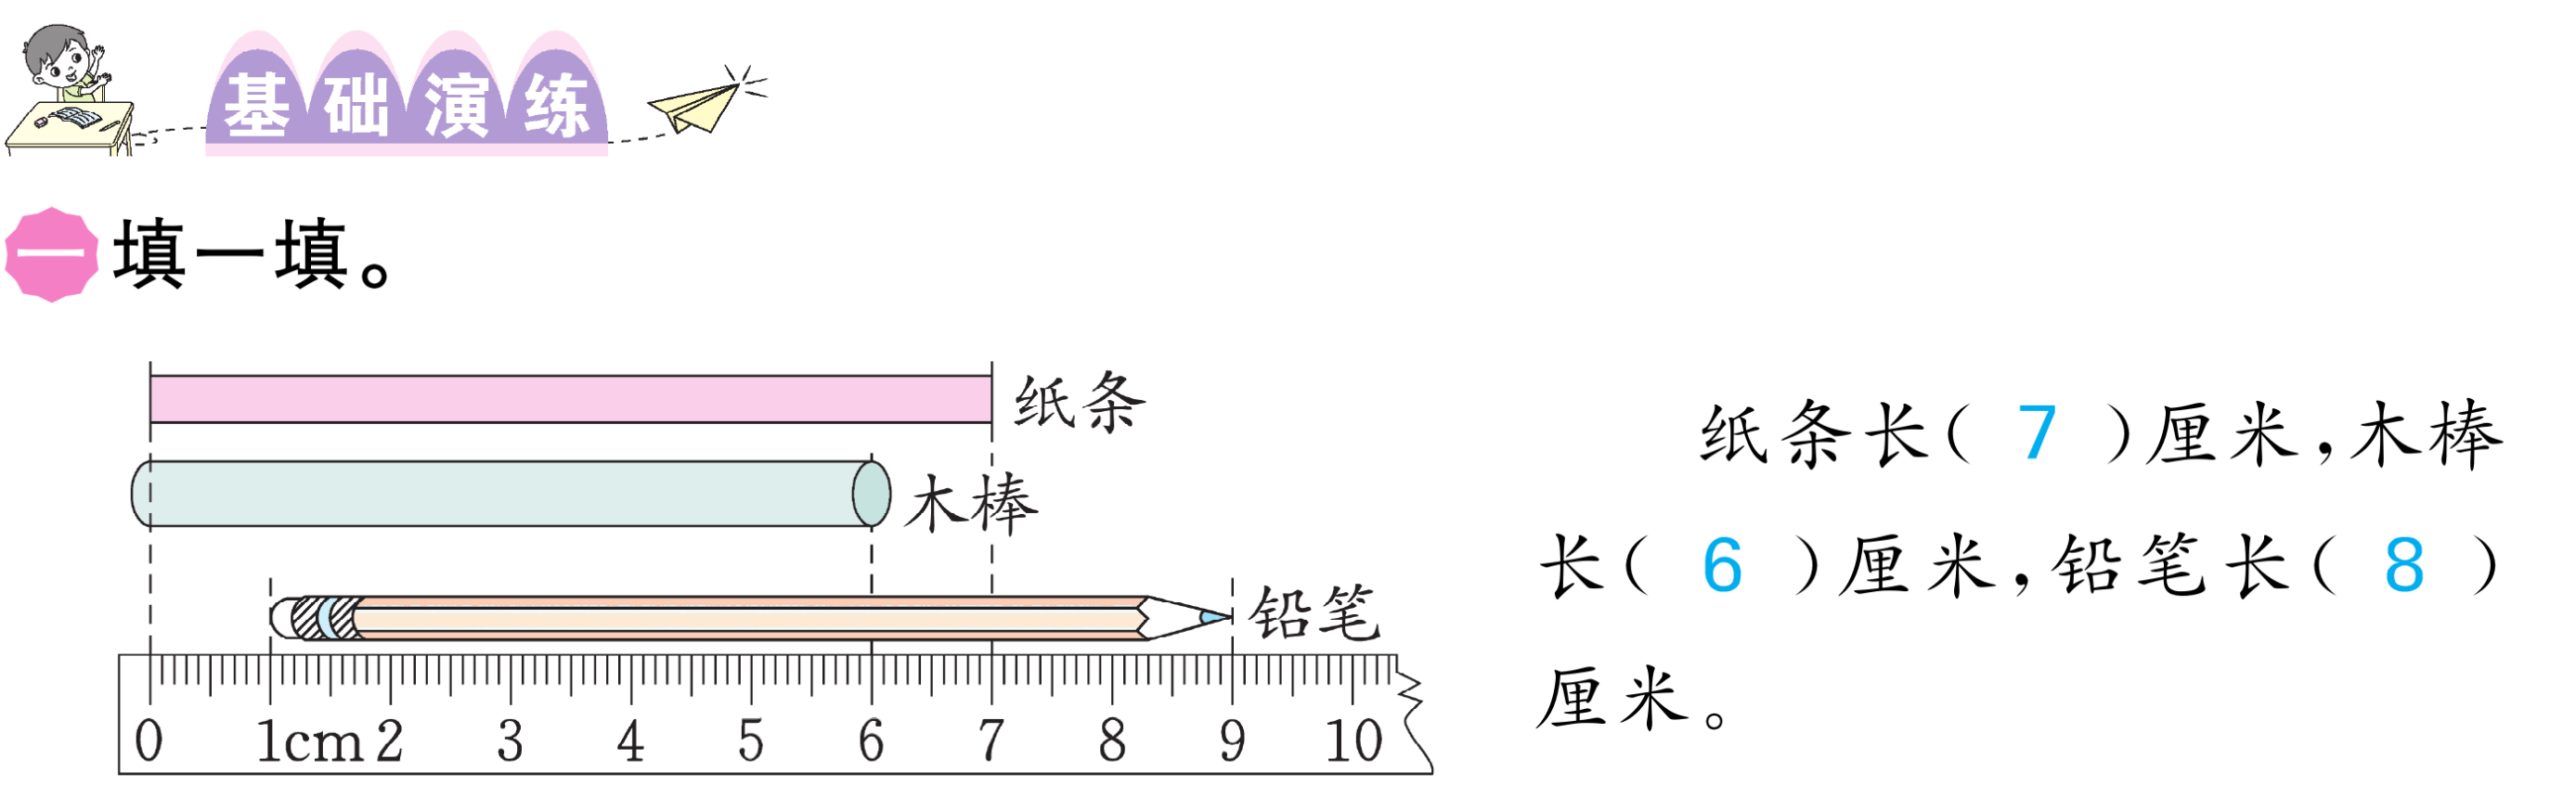 基础演练
一 填一填。
纸条
木棒
铅笔
0 1cm 2 3 4 5 6 7 8 9 10
纸条长( 7 )厘米,木棒
长( 6 )厘米,铅笔长( 8 )
厘米。